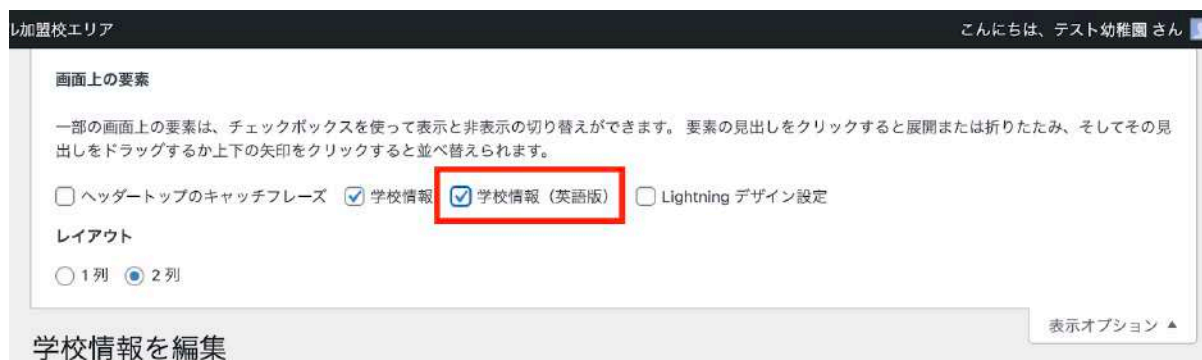 ル加盟校エリア
こんにちは、テスト幼稚園 さん
画面上の要素
一部の画面上の要素は、チェックボックスを使って表示と非表示の切り替えができます。 要素の見出しをクリックすると展開または折りたたみ、そしてその見
出しをドラッグするか上下の矢印をクリックすると並べ替えられます。
ヘッダートップのキャッチフレーズ 学校情報 学校情報（英語版） Lightning デザイン設定
レイアウト
1 列 2 列
表示オプション ▲
学校情報を編集